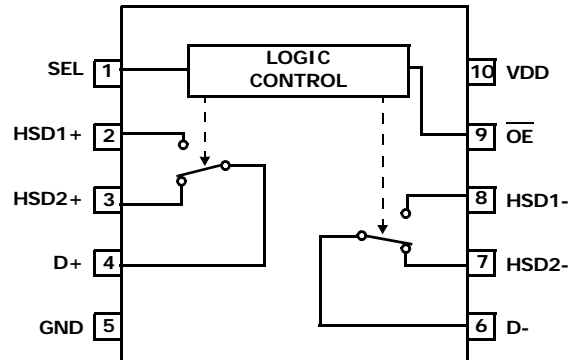 LOGIC
CONTROL
SEL 1
10 VDD
HSD1+ 2
9 O̅E̅
HSD2+ 3
8 HSD1-
D+ 4
7 HSD2-
GND 5
6 D-